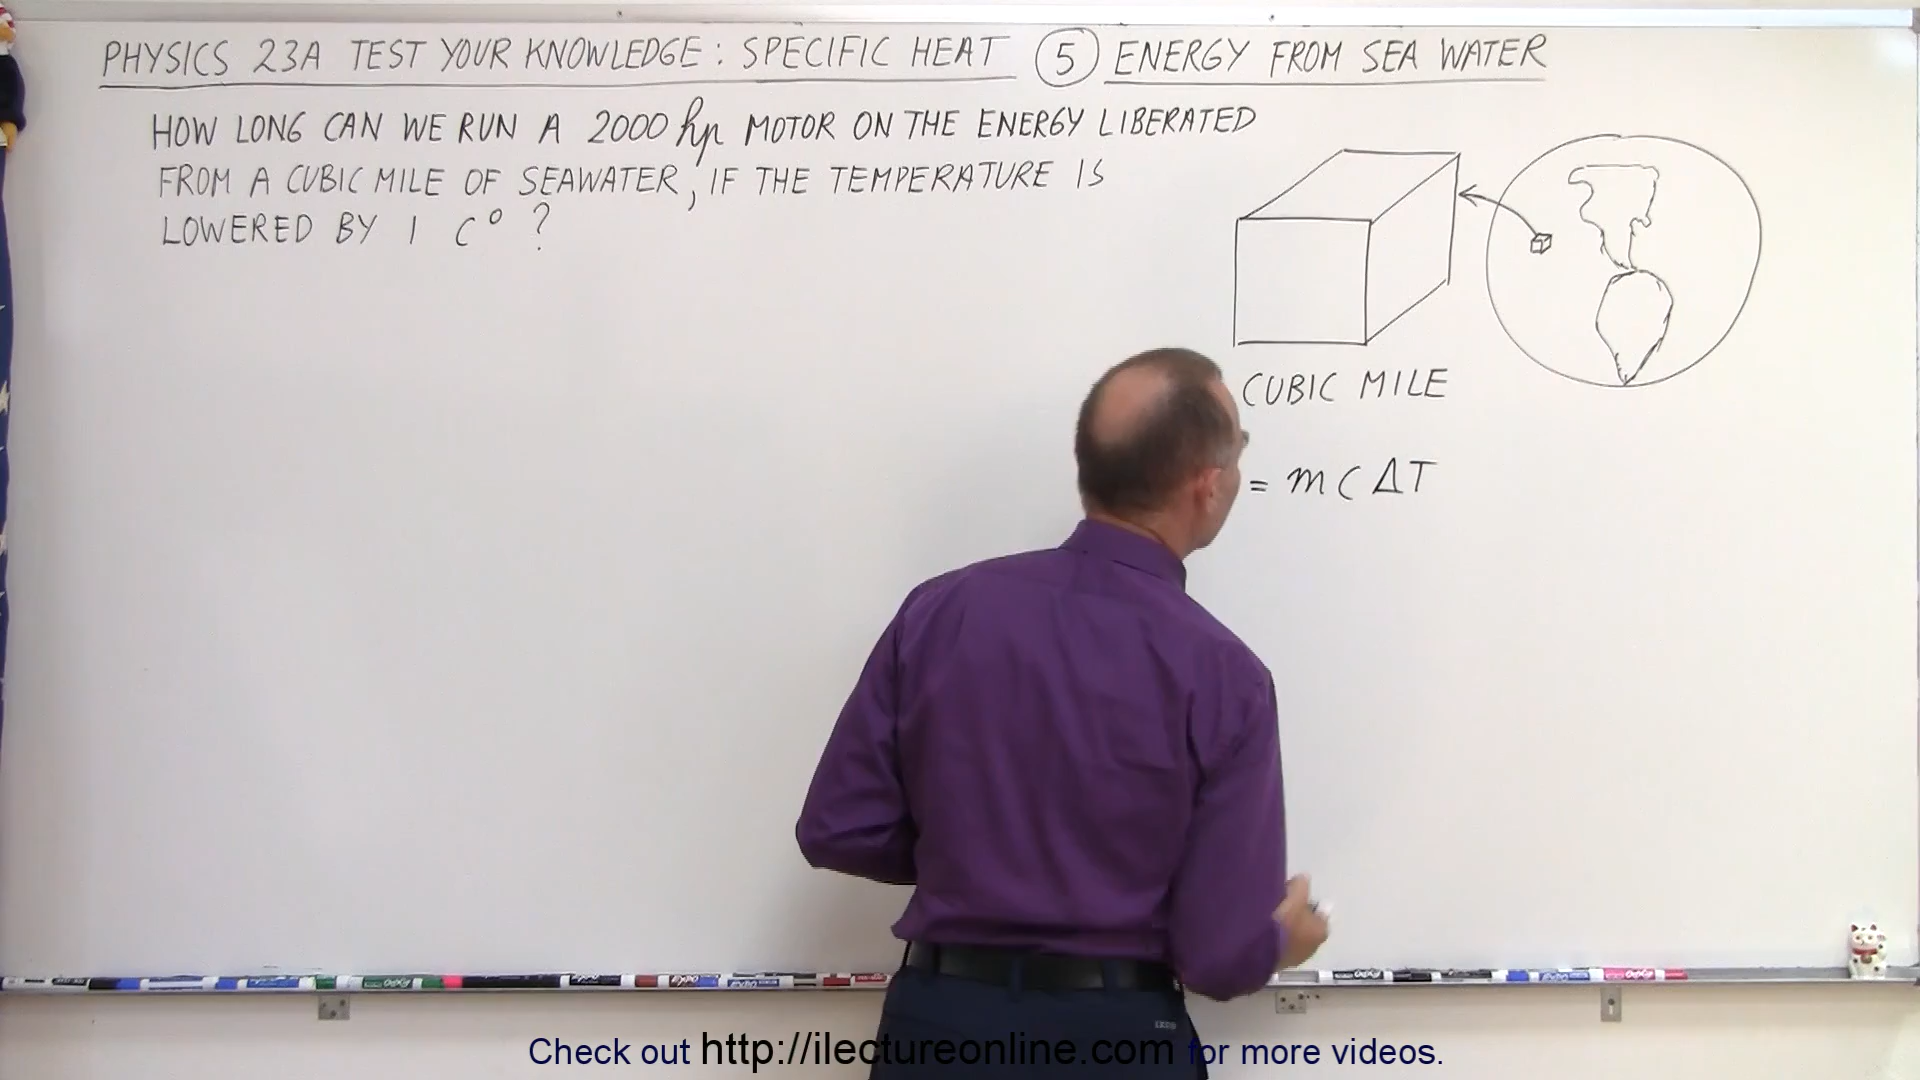 PHYSICS 23A TEST YOUR KNOWLEDGE: SPECIFIC HEAT 5 ENERGY FROM SEA WATER
HOW LONG CAN WE RUN A 2000 hp MOTOR ON THE ENERGY LIBERATED
FROM A CUBIC MILE OF SEAWATER, IF THE TEMPERATURE IS
LOWERED BY 1 C° ?
CUBIC MILE
= m c ΔT
Check out http://ilectureonline.com for more videos.